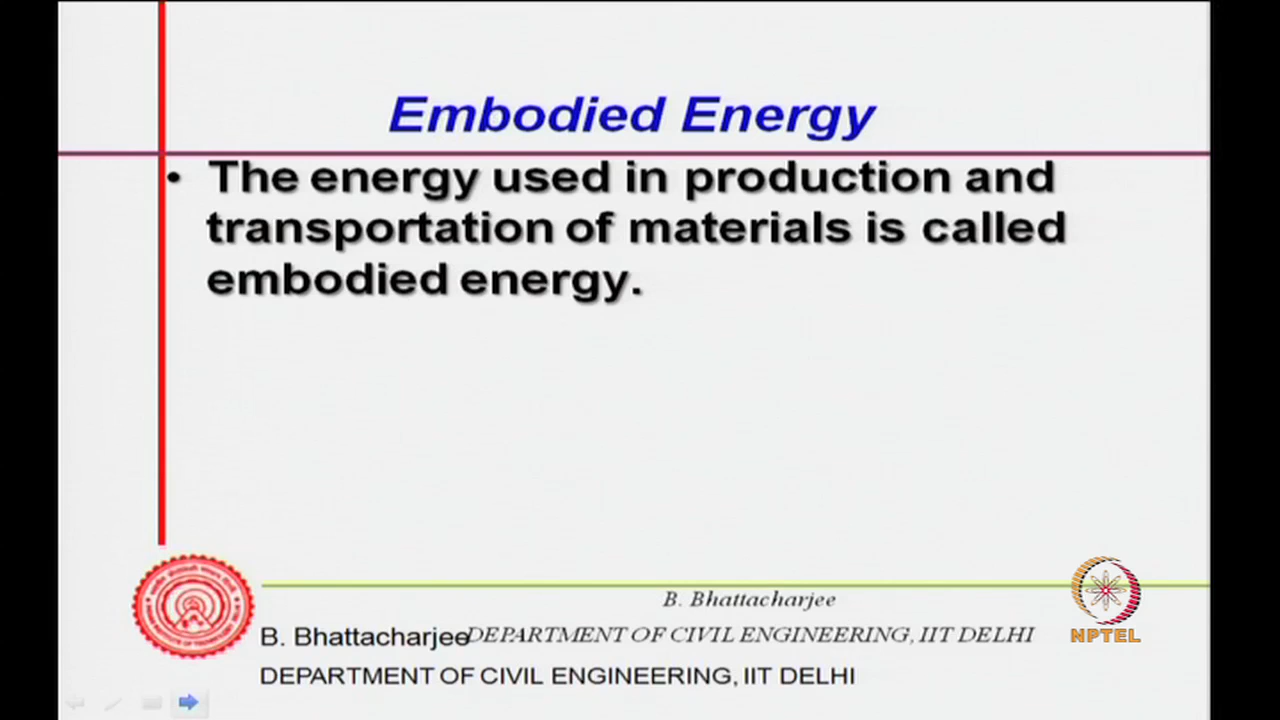 Embodied Energy
• The energy used in production and
transportation of materials is called
embodied energy.
B. Bhattacharjee
B. Bhattacharjee DEPARTMENT OF CIVIL ENGINEERING, IIT DELHI
DEPARTMENT OF CIVIL ENGINEERING, IIT DELHI
NPTEL